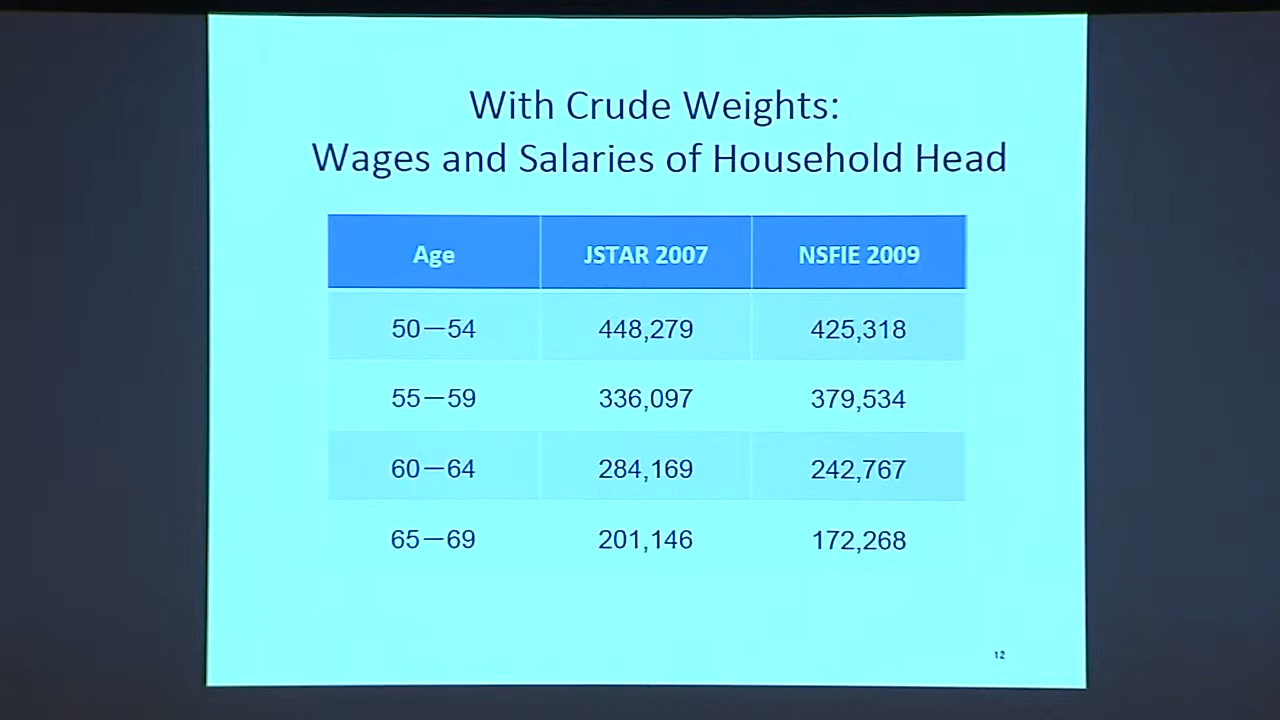 With Crude Weights:
Wages and Salaries of Household Head
Age JSTAR 2007 NSFIE 2009
50—54 448,279 425,318
55—59 336,097 379,534
60—64 284,169 242,767
65—69 201,146 172,268
12